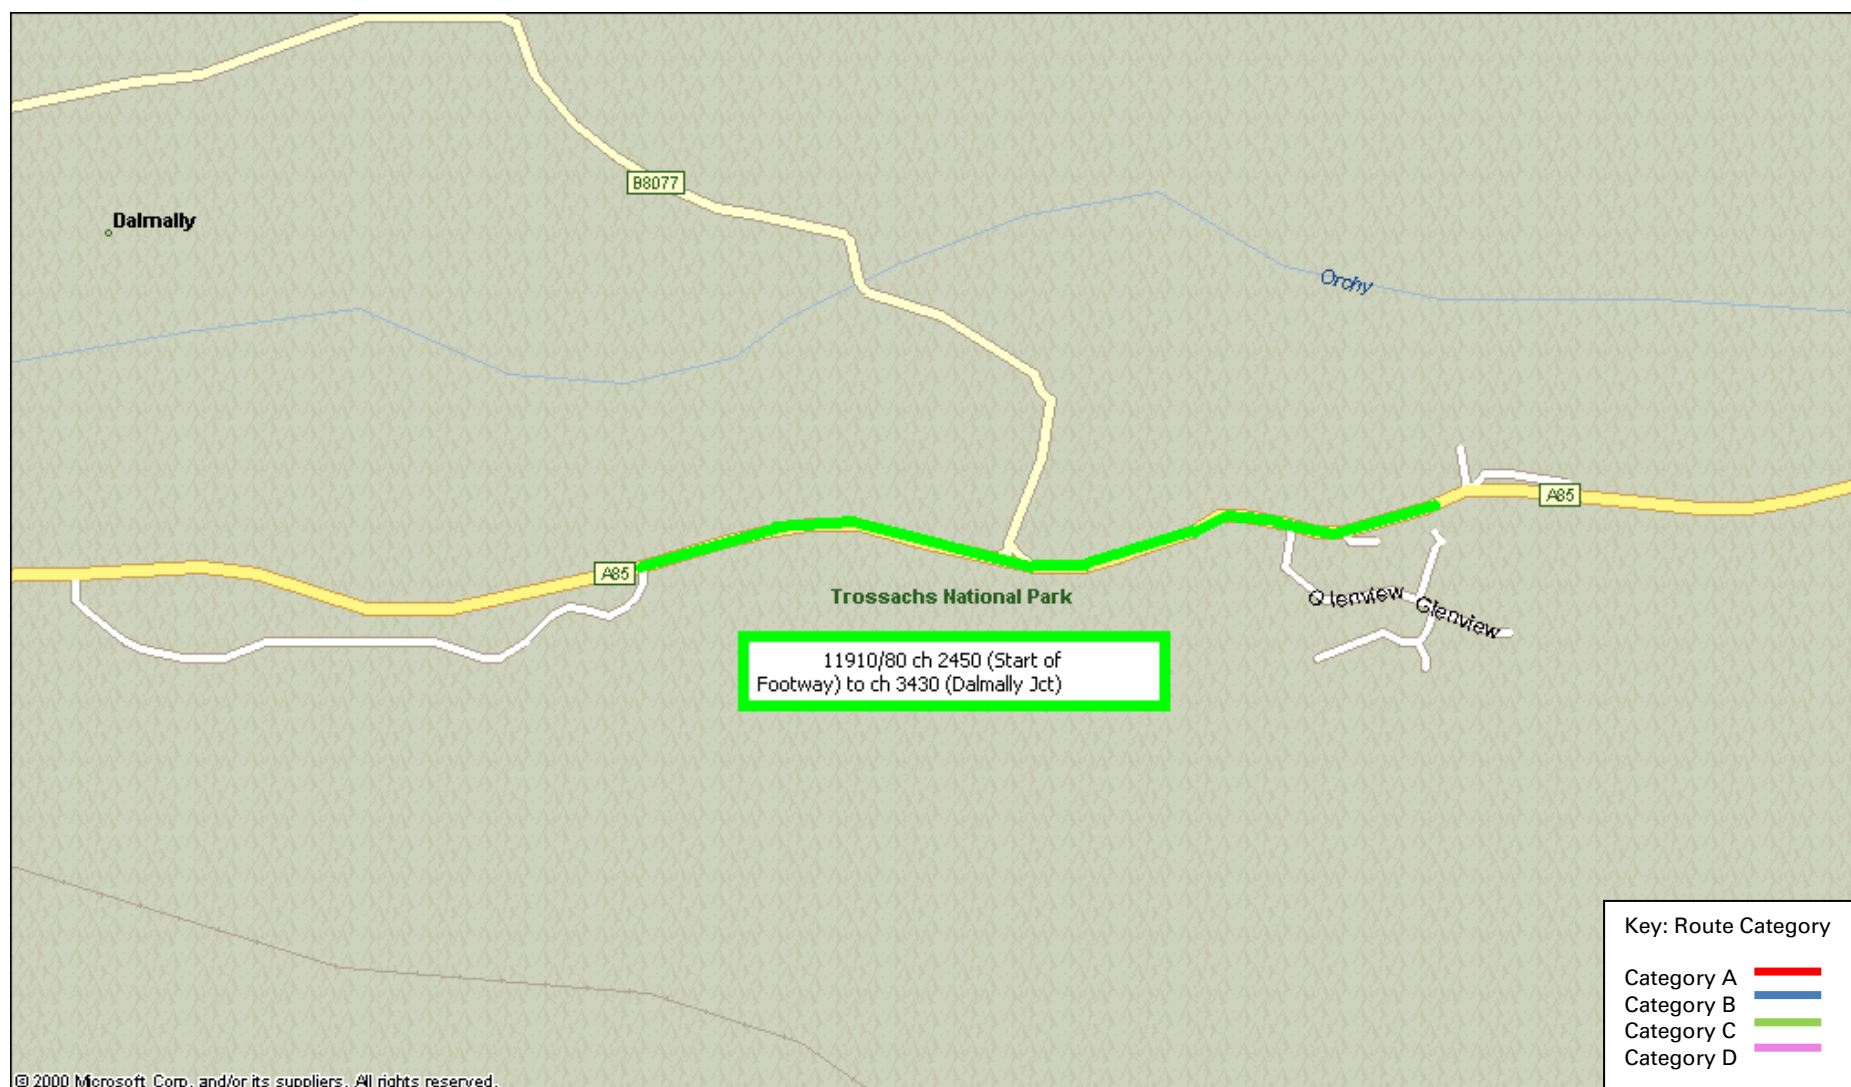 B8077
Dalmally
Orchy
A85
A85
Trossachs National Park
Glenview
11910/80 ch 2450 (Start of
Footway) to ch 3430 (Dalmally Jct)
Key: Route Category
Category A
Category B
Category C
Category D
© 2000 Microsoft Corp. and/or its suppliers. All rights reserved.